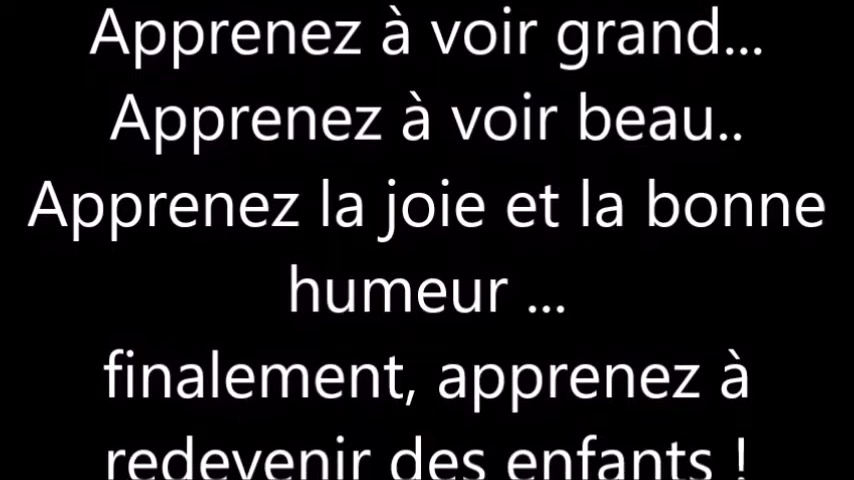 Apprenez à voir grand...
Apprenez à voir beau..
Apprenez la joie et la bonne
humeur ...
finalement, apprenez à
redevenir des enfants !